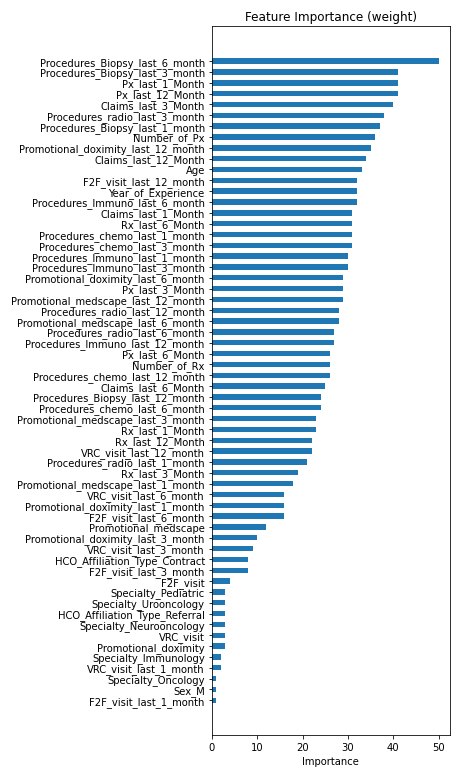 Feature Importance (weight)
Procedures_Biopsy_last_6_month
Procedures_Biopsy_last_3_month
Px_last_1_Month
Px_last_12_Month
Claims_last_3_Month
Procedures_radio_last_3_month
Procedures_Biopsy_last_1_month
Number_of_Px
Promotional_doximity_last_12_month
Claims_last_12_Month
Age
F2F_visit_last_12_month
Year_of_Experience
Procedures_Immuno_last_6_month
Claims_last_1_Month
Rx_last_6_Month
Procedures_chemo_last_1_month
Procedures_chemo_last_3_month
Procedures_Immuno_last_1_month
Procedures_Immuno_last_3_month
Promotional_doximity_last_6_month
Px_last_3_Month
Promotional_medscape_last_12_month
Procedures_radio_last_12_month
Promotional_medscape_last_6_month
Procedures_radio_last_6_month
Procedures_Immuno_last_12_month
Px_last_6_Month
Number_of_Rx
Procedures_chemo_last_12_month
Claims_last_6_Month
Procedures_Biopsy_last_12_month
Procedures_chemo_last_6_month
Promotional_medscape_last_3_month
Rx_last_1_Month
Rx_last_12_Month
VRC_visit_last_12_month
Procedures_radio_last_1_month
Rx_last_3_Month
Promotional_medscape_last_1_month
VRC_visit_last_6_month
Promotional_doximity_last_1_month
F2F_visit_last_6_month
Promotional_medscape
Promotional_doximity_last_3_month
VRC_visit_last_3_month
HCO_Affiliation_Type_Contract
F2F_visit_last_3_month
F2F_visit
Specialty_Pediatric
Specialty_Urooncology
HCO_Affiliation_Type_Referral
Specialty_Neurooncology
VRC_visit
Promotional_doximity
Specialty_Immunology
VRC_visit_last_1_month
Specialty_Oncology
Sex_M
F2F_visit_last_1_month
0 10 20 30 40 50
Importance